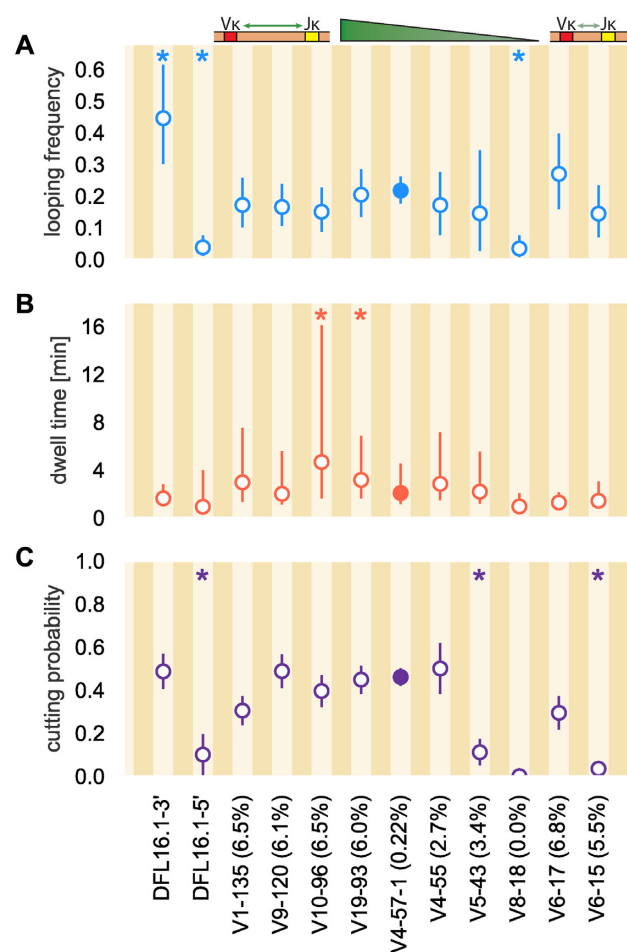 Vκ Jκ Vκ Jκ
A
* * *
looping frequency
0.6
0.5
0.4
0.3
0.2
0.1
0.0
B
* *
dwell time [min]
16
12
8
4
0
C
* * *
cutting probability
1.0
0.8
0.6
0.4
0.2
0.0
DFL16.1-3'
DFL16.1-5'
V1-135 (6.5%)
V9-120 (6.1%)
V10-96 (6.5%)
V19-93 (6.0%)
V4-57-1 (0.22%)
V4-55 (2.7%)
V5-43 (3.4%)
V8-18 (0.0%)
V6-17 (6.8%)
V6-15 (5.5%)